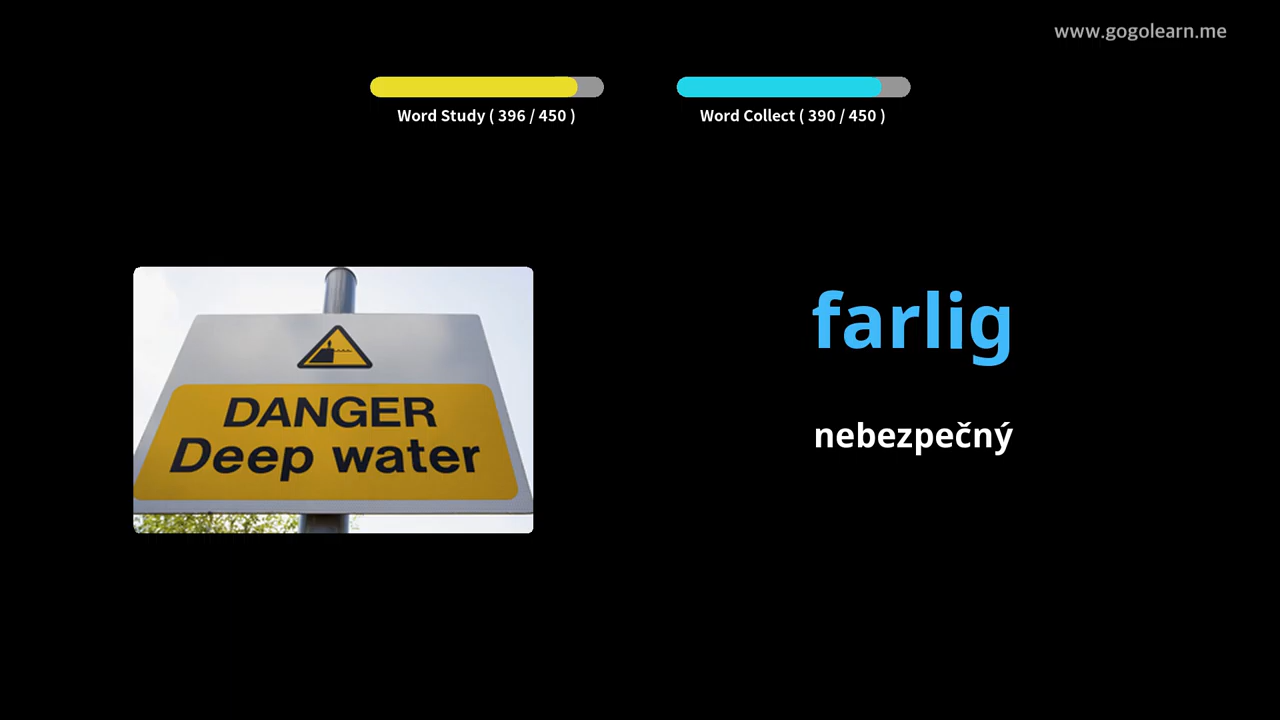 www.gogolearn.me
Word Study ( 396 / 450 )
Word Collect ( 390 / 450 )
DANGER
Deep water
farlig
nebezpečný